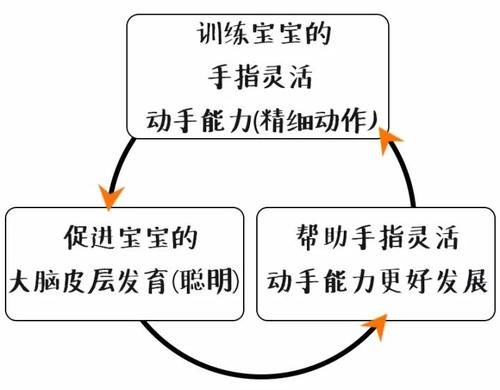 训练宝宝的
手指灵活
动手能力(精细动作)
促进宝宝的
大脑皮层发育(聪明)
帮助手指灵活
动手能力更好发展